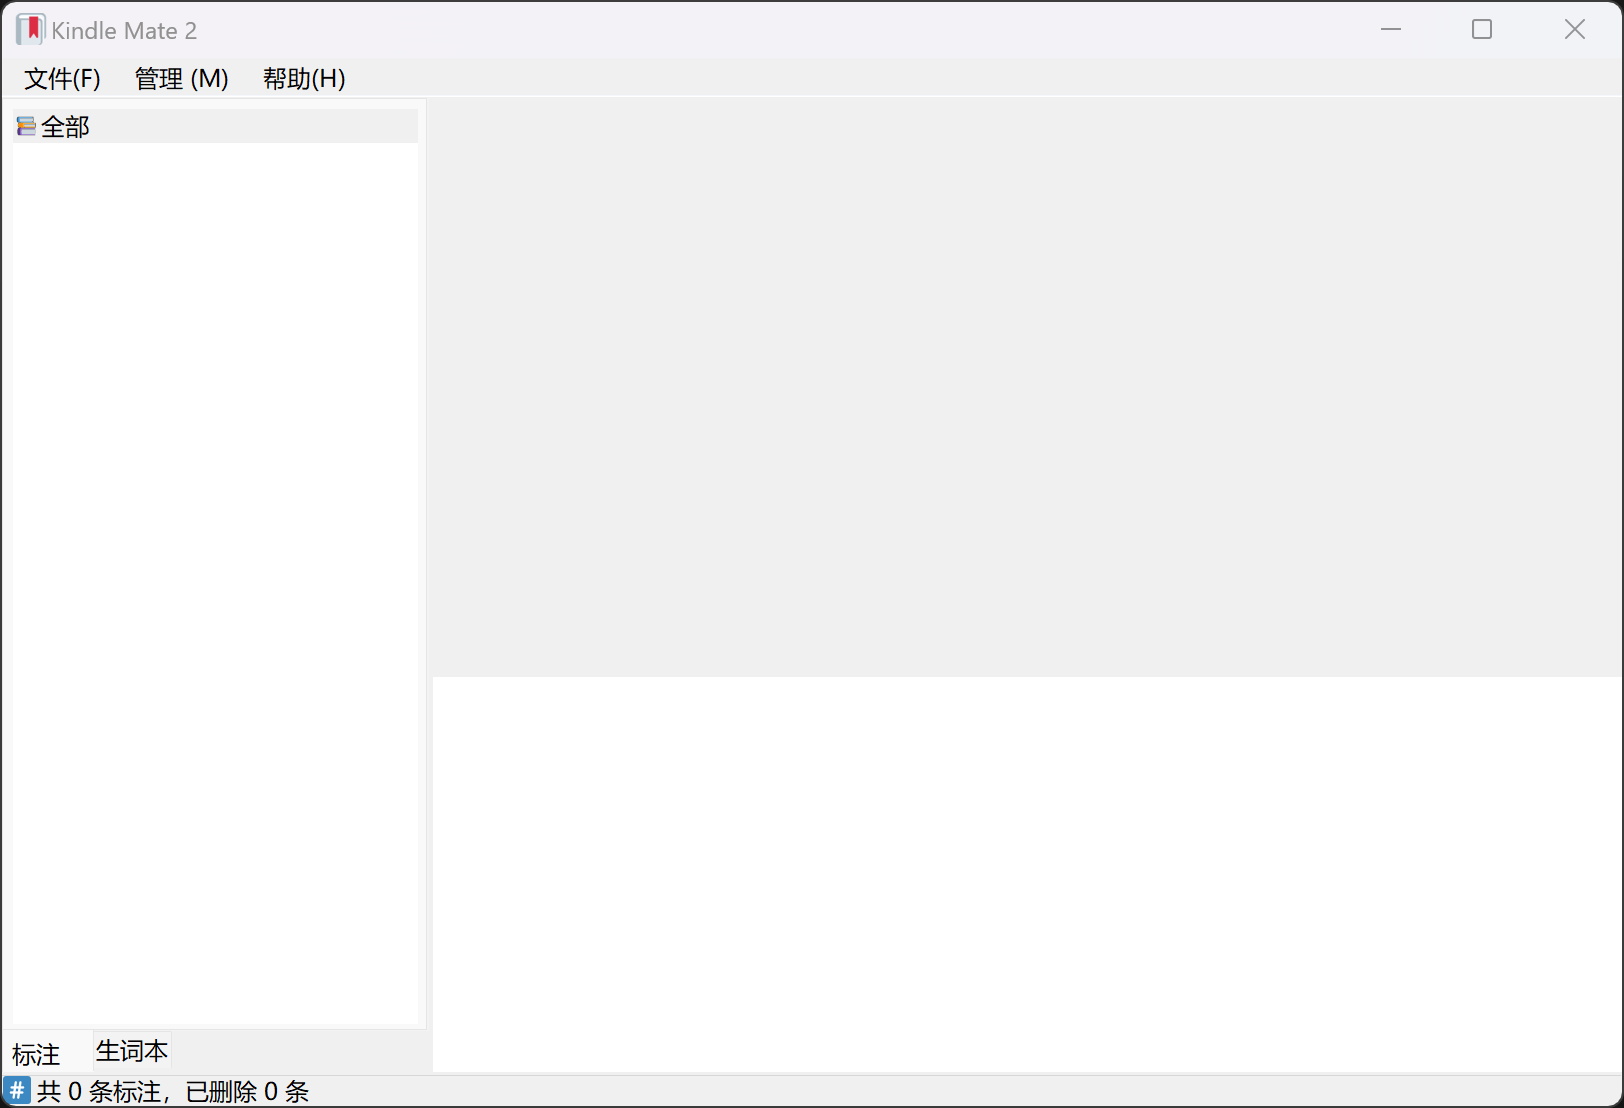 Kindle Mate 2
文件(F) 管理 (M) 帮助(H)
全部
标注 生词本
# 共 0 条标注，已删除 0 条